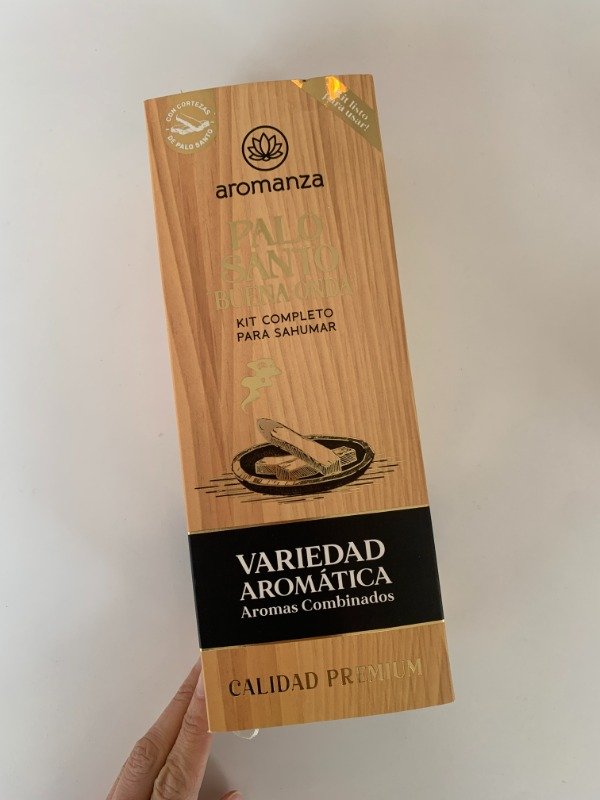 CON CORTEZAS
DE PALO SANTO
Kit listo
para usar!
aromanza
PALO
SANTO
BUENA ONDA
KIT COMPLETO
PARA SAHUMAR
VARIEDAD
AROMÁTICA
Aromas Combinados
CALIDAD PREMIUM